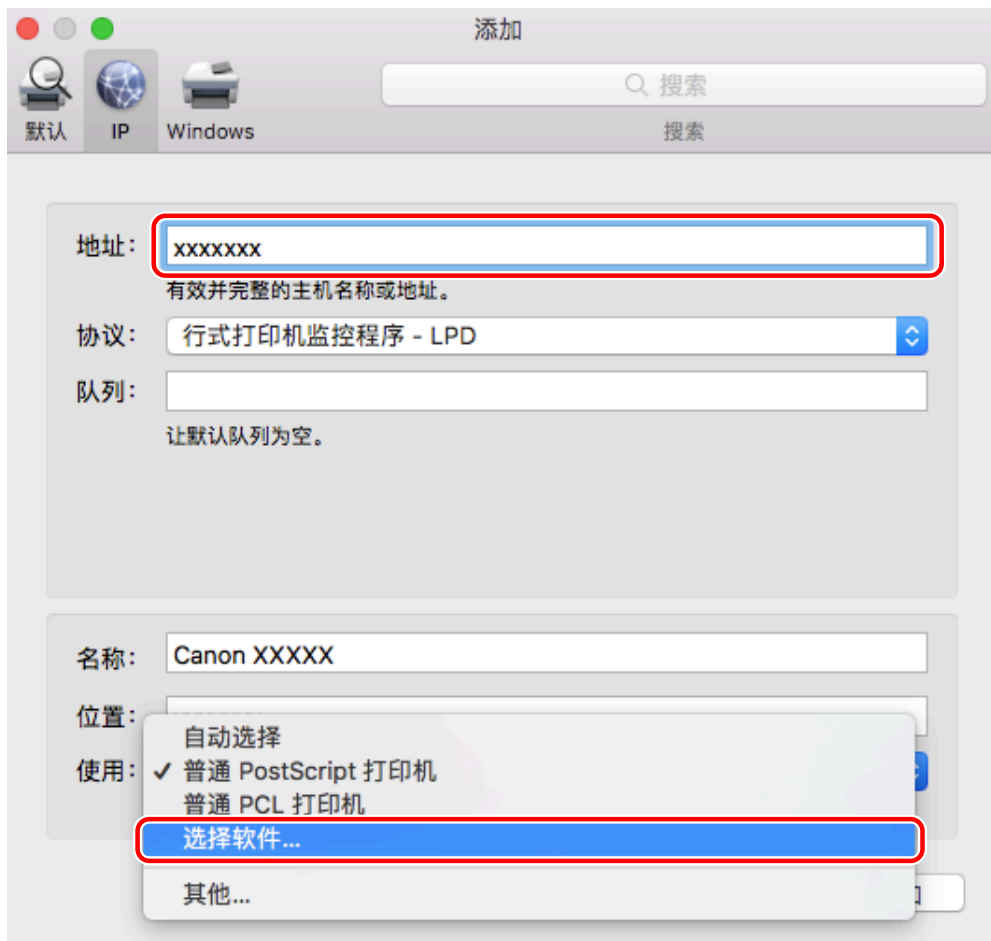 添加
搜索
默认 IP Windows 搜索
地址： xxxxxxx
有效并完整的主机名称或地址。
协议： 行式打印机监控程序 – LPD
队列：
让默认队列为空。
名称： Canon XXXXX
位置：
自动选择
使用： ✓ 普通 PostScript 打印机
普通 PCL 打印机
选择软件...
其他...